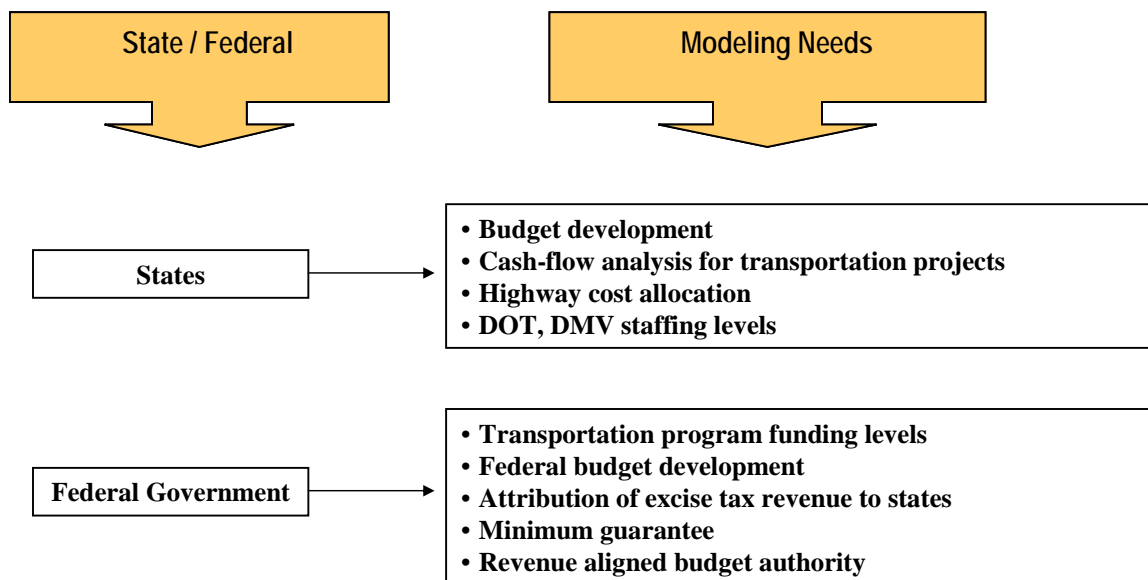 State / Federal
Modeling Needs
States
• Budget development
• Cash-flow analysis for transportation projects
• Highway cost allocation
• DOT, DMV staffing levels
Federal Government
• Transportation program funding levels
• Federal budget development
• Attribution of excise tax revenue to states
• Minimum guarantee
• Revenue aligned budget authority